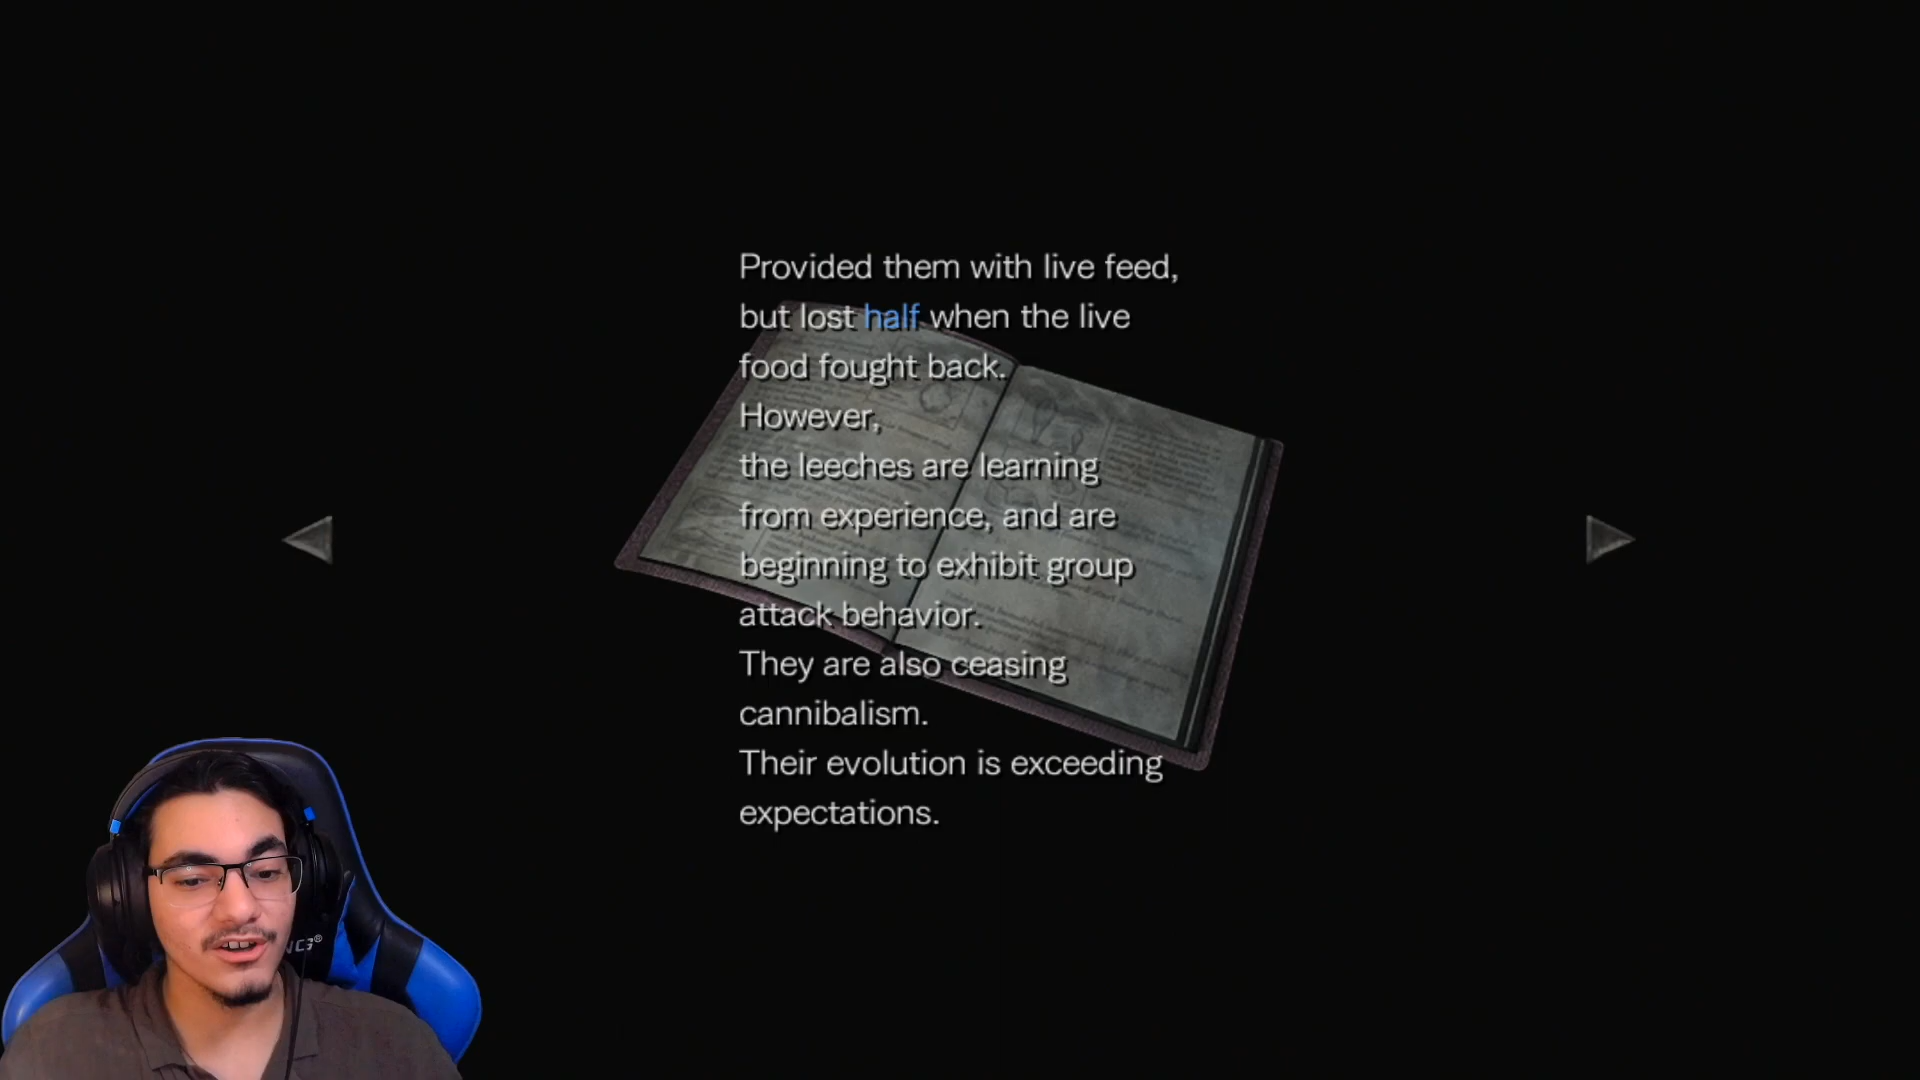 Provided them with live feed,
but lost half when the live
food fought back.
However,
the leeches are learning
from experience, and are
beginning to exhibit group
attack behavior.
They are also ceasing
cannibalism.
Their evolution is exceeding
expectations.